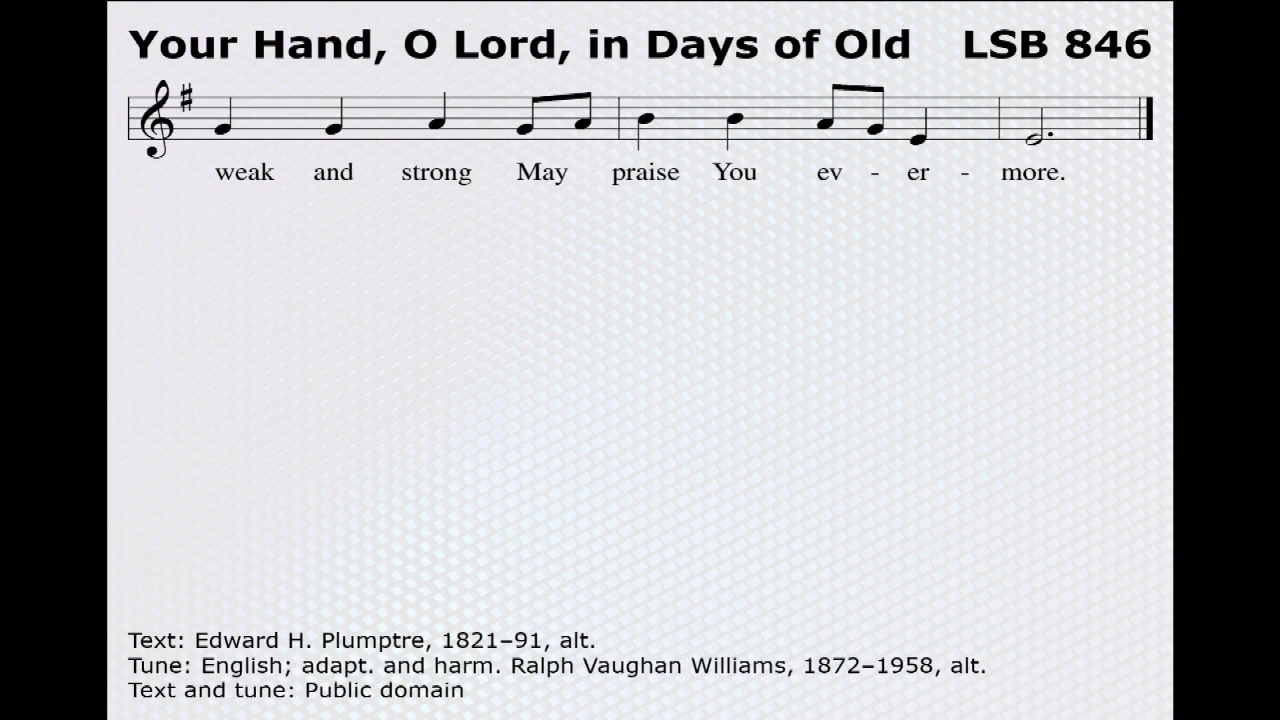 Your Hand, O Lord, in Days of Old LSB 846
weak and strong May praise You ev - er - more.
Text: Edward H. Plumptre, 1821–91, alt.
Tune: English; adapt. and harm. Ralph Vaughan Williams, 1872–1958, alt.
Text and tune: Public domain